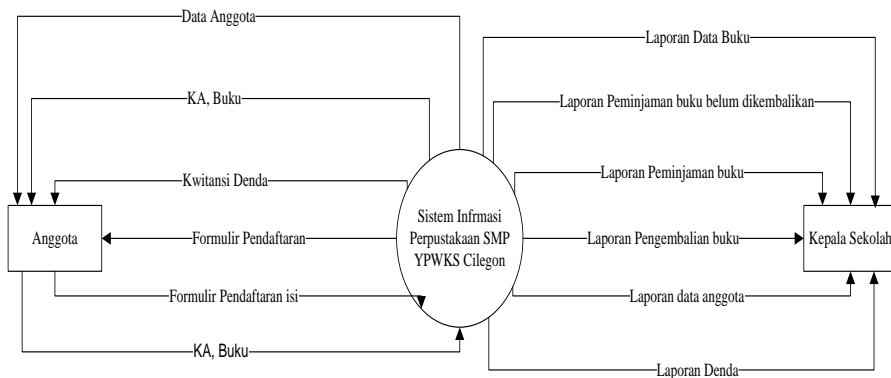 Data Anggota
Laporan Data Buku
KA, Buku
Laporan Peminjaman buku belum dikembalikan
Kwitansi Denda
Laporan Peminjaman buku
Sistem Infrmasi
Perpustakaan SMP
YPWKS Cilegon
Anggota
Formulir Pendaftaran
Laporan Pengembalian buku
Kepala Sekolah
Formulir Pendaftaran isi
Laporan data anggota
KA, Buku
Laporan Denda